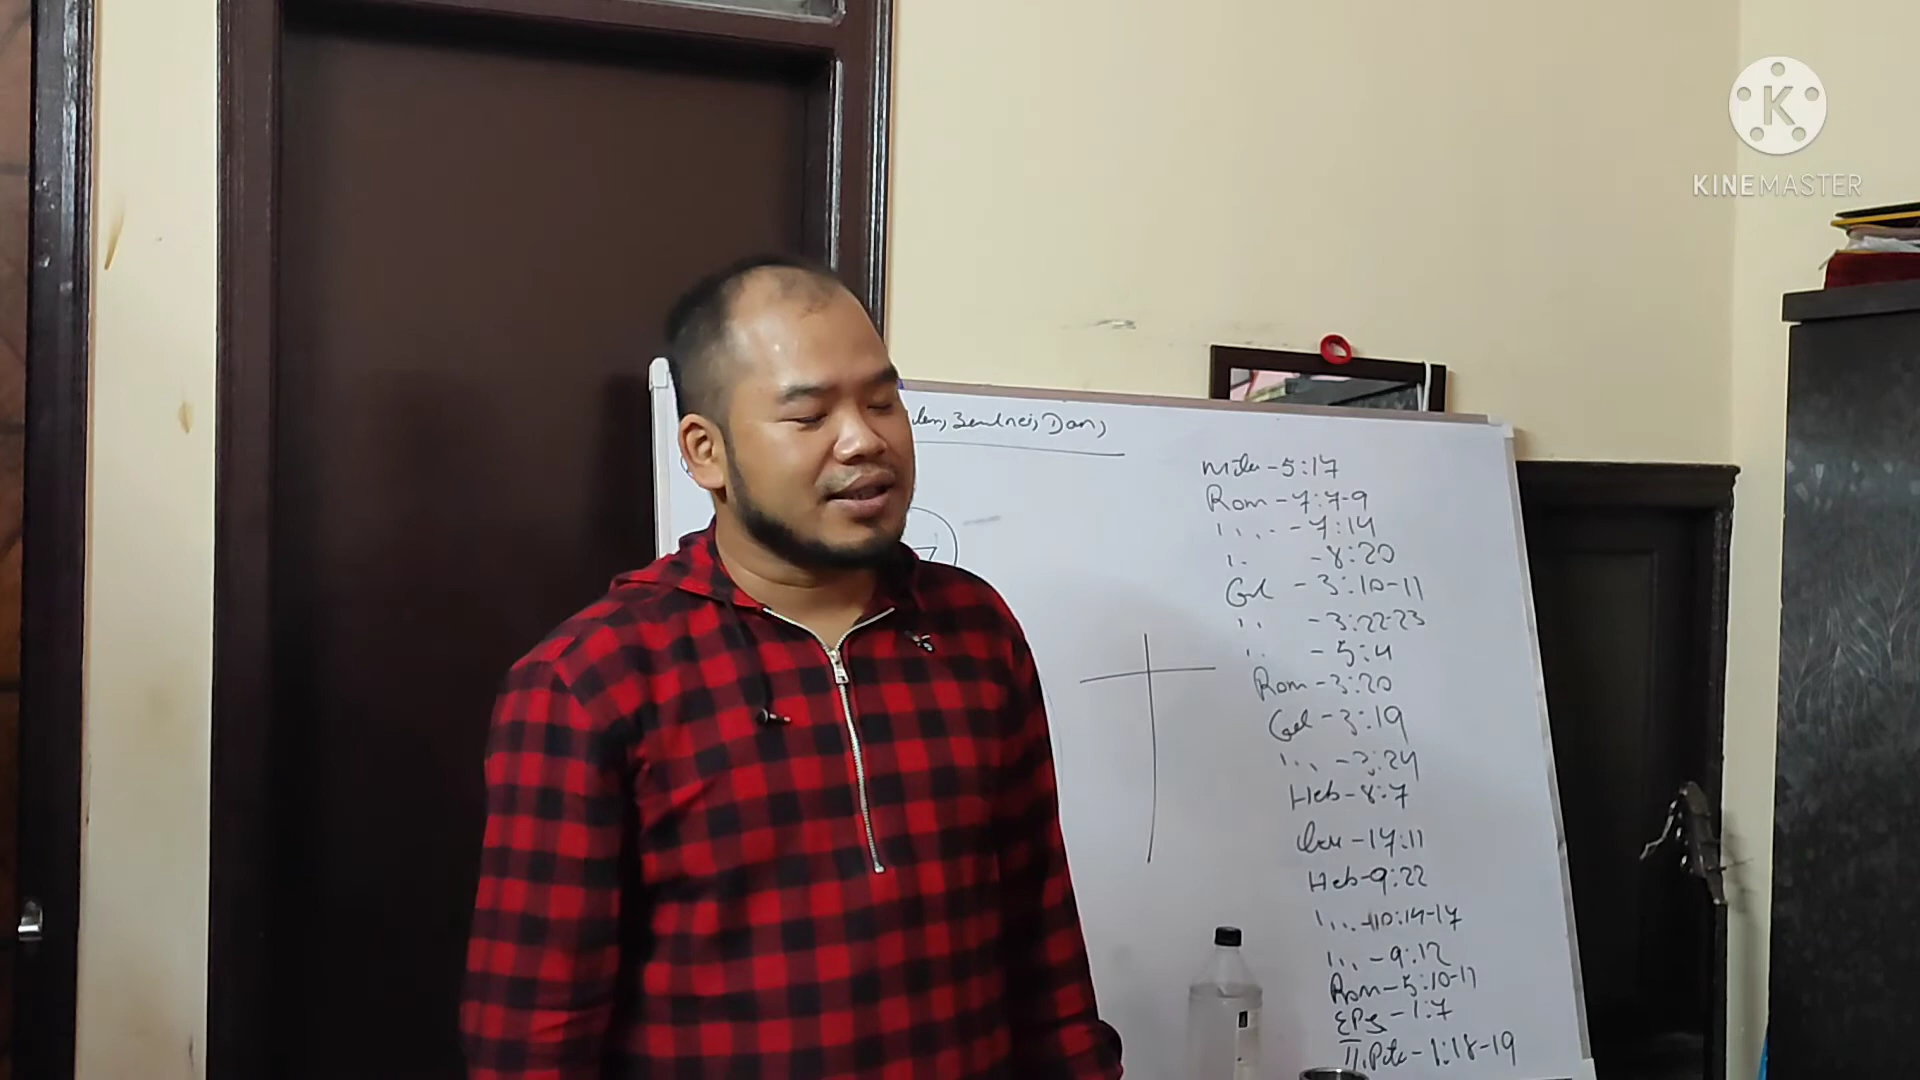 KINEMASTER
Dan,
- 5:17
Rom - 7:7-9
,, - 7:14
,, - 8:20
Gal - 3:10-11
,, - 3:22-23
,, - 5:4
Rom - 3:20
Gal - 3:19
,, - 3:24
Heb - 8:7
- 17:11
Heb - 9:22
,, - 10:14-17
,, - 9:12
Rom - 5:10-11
Eps - 1:7
II. Pete - 1:18-19